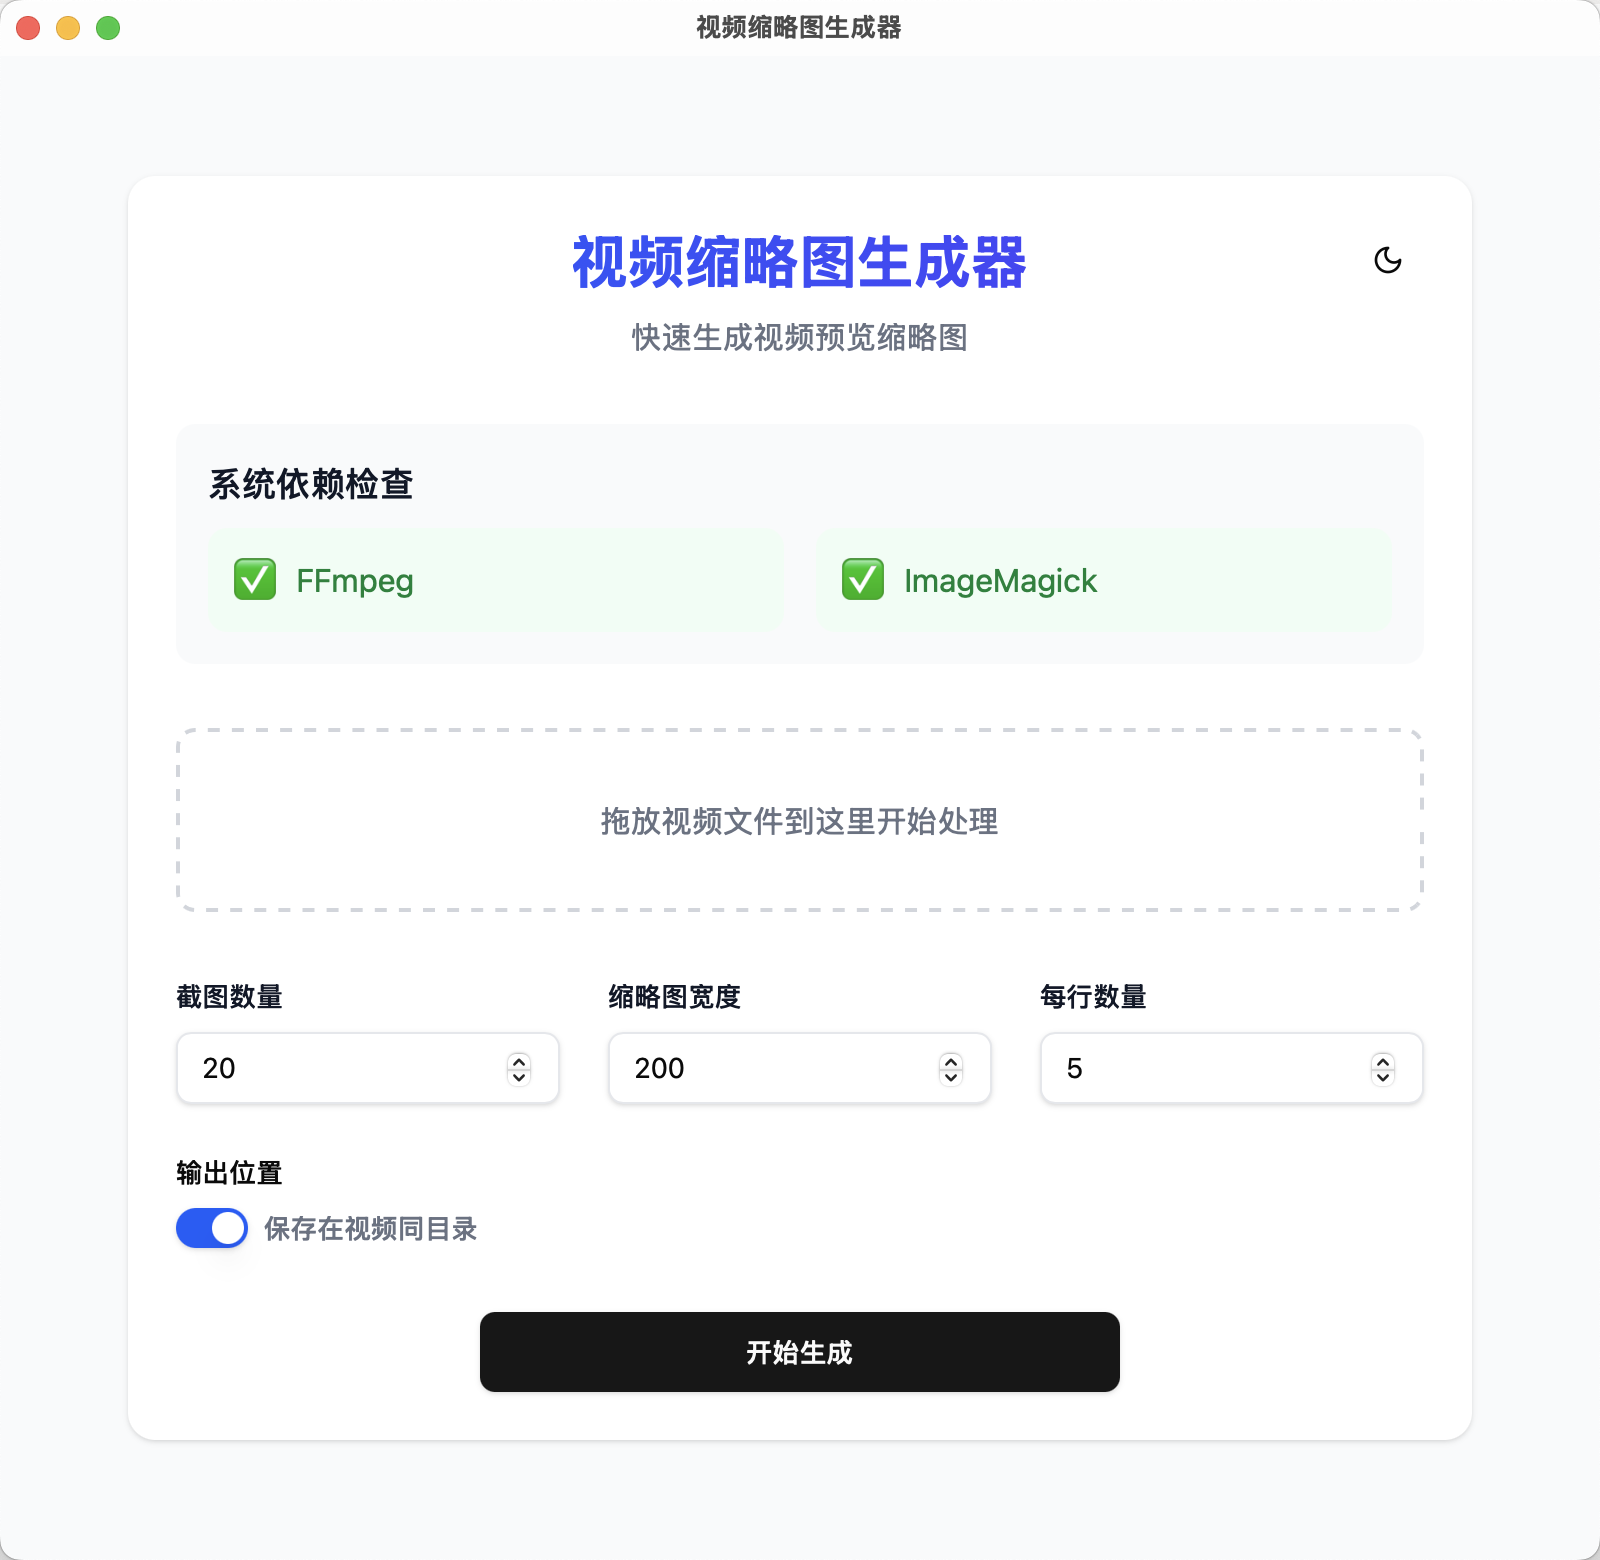 视频缩略图生成器
视频缩略图生成器
快速生成视频预览缩略图
系统依赖检查
FFmpeg
ImageMagick
拖放视频文件到这里开始处理
截图数量
缩略图宽度
每行数量
20
200
5
输出位置
保存在视频同目录
开始生成